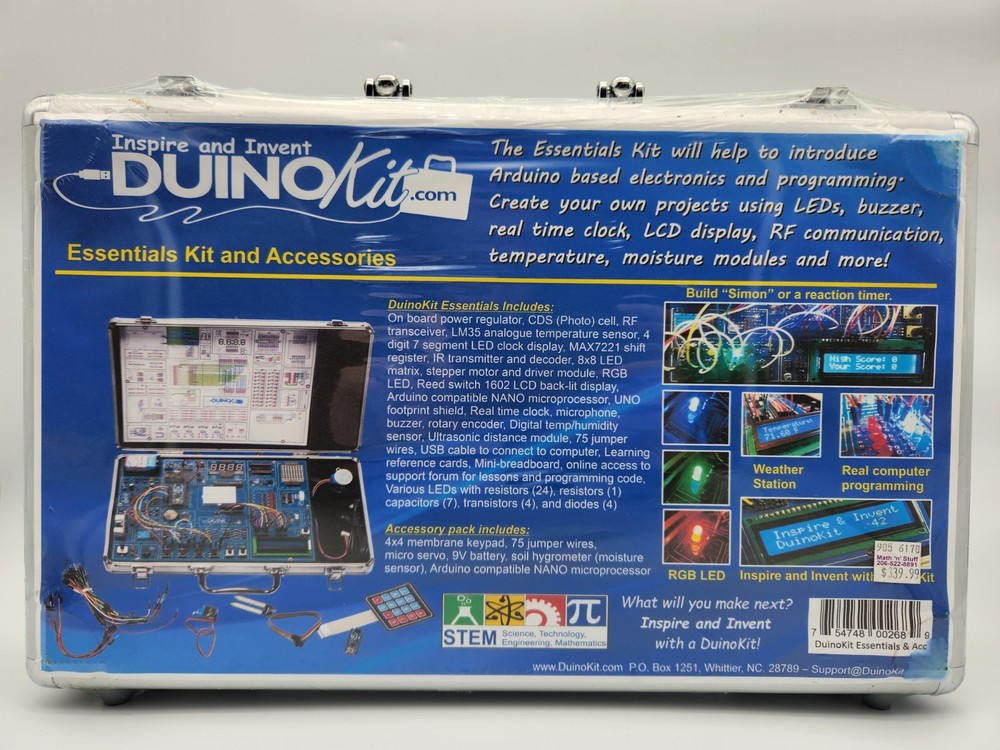 Inspire and Invent
DUINOKit.com
Essentials Kit and Accessories
The Essentials Kit will help to introduce
Arduino based electronics and programming.
Create your own projects using LEDs, buzzer,
real time clock, LCD display, RF communication,
temperature, moisture modules and more!
DuinoKit Essentials Includes:
On board power regulator, CDS (Photo) cell, RF
transceiver, LM35 analogue temperature sensor, 4
digit 7 segment LED clock display, MAX7221 shift
register, IR transmitter and decoder, 8x8 LED
matrix, stepper motor and driver module, RGB
LED, Reed switch 1602 LCD back-lit display,
Arduino compatible NANO microprocessor, UNO
footprint shield, Real time clock, microphone,
buzzer, rotary encoder, Digital temp/humidity
sensor, Ultrasonic distance module, 75 jumper
wires, USB cable to connect to computer, Learning
reference cards, Mini-breadboard, online access to
support forum for lessons and programming code,
Various LEDs with resistors (24), resistors (1)
capacitors (7), transistors (4), and diodes (4)
Accessory pack includes:
4x4 membrane keypad, 75 jumper wires,
micro servo, 9V battery, soil hygrometer (moisture
sensor), Arduino compatible NANO microprocessor
Build "Simon" or a reaction timer.
High Score: 0
Your Score: 0
Temperature
71.60 F
Weather
Station
Real computer
programming
Inspire & Invent
DuinoKit -42
RGB LED
Inspire and Invent with Kit
905 6170
Math 'n' Stuff
206-522-8891
$339.99
STEM
Science, Technology,
Engineering, Mathematics
π
What will you make next?
Inspire and Invent
with a DuinoKit!
7 54748 00268 9
DuinoKit Essentials & Acc
www.DuinoKit.com P.O. Box 1251, Whittier, NC. 28789 – Support@DuinoKit